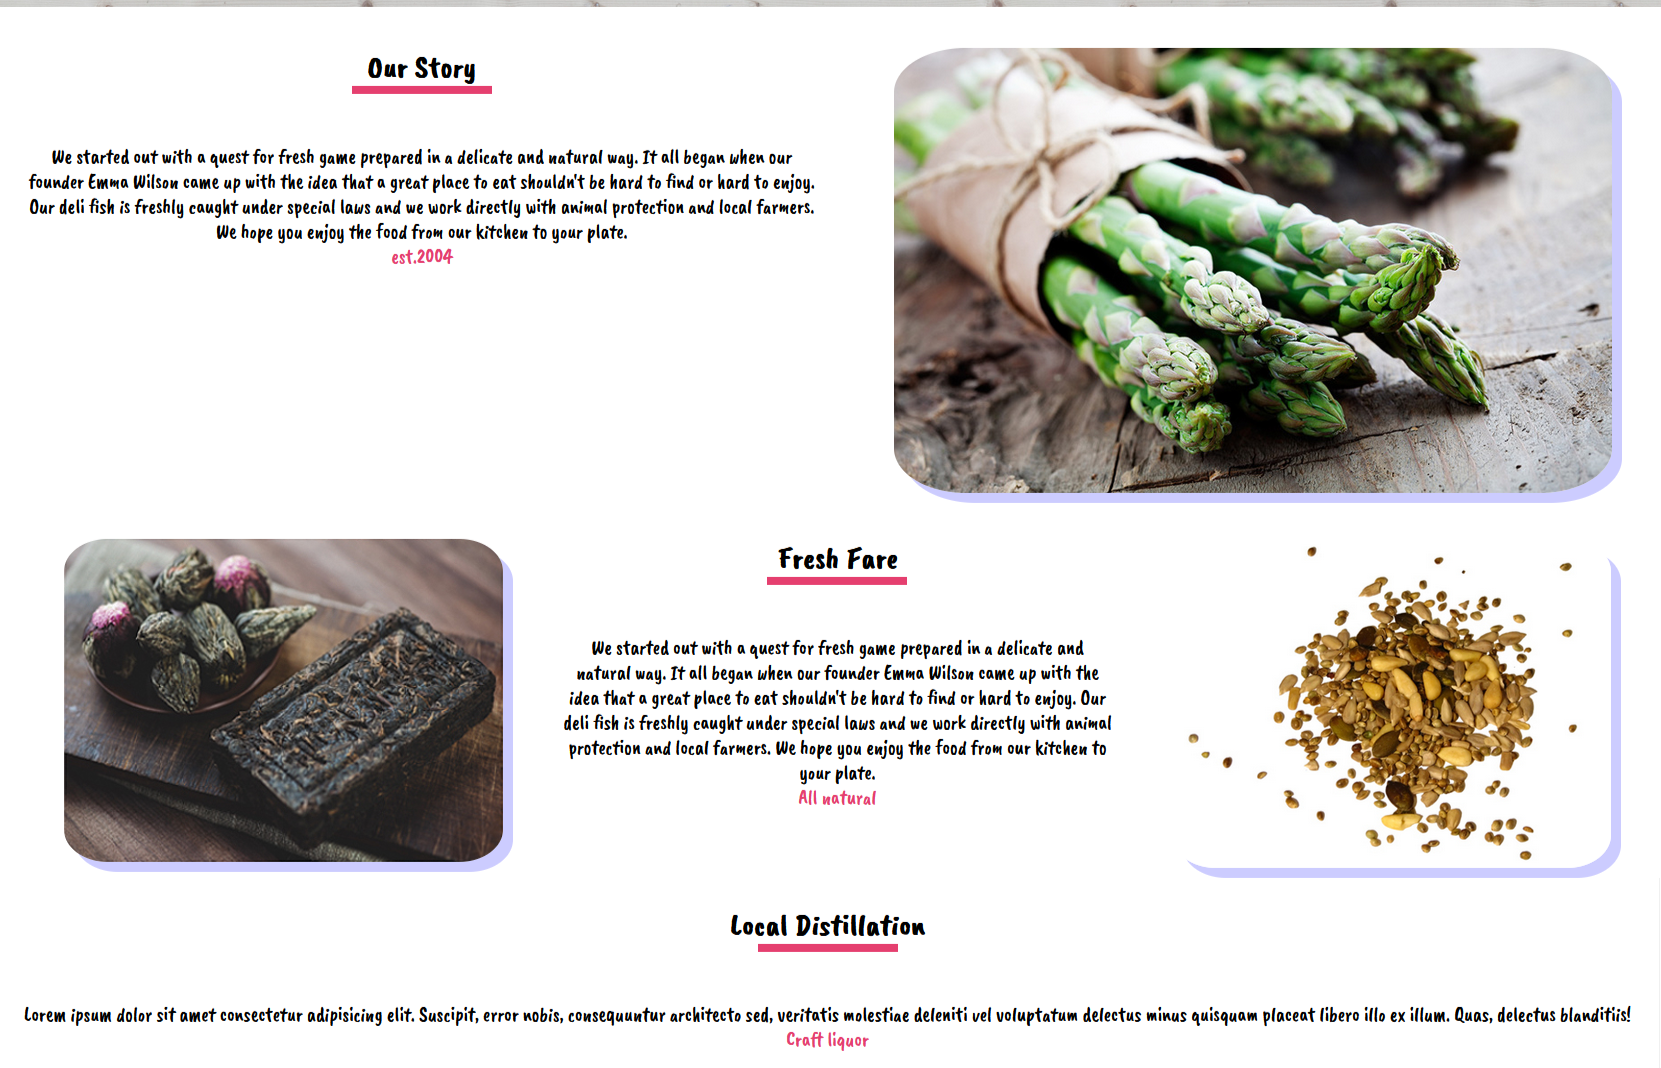 Our Story
We started out with a quest for fresh game prepared in a delicate and natural way. It all began when our
founder Emma Wilson came up with the idea that a great place to eat shouldn't be hard to find or hard to enjoy.
Our deli fish is freshly caught under special laws and we work directly with animal protection and local farmers.
We hope you enjoy the food from our kitchen to your plate.
est.2004
Fresh Fare
We started out with a quest for fresh game prepared in a delicate and
natural way. It all began when our founder Emma Wilson came up with the
idea that a great place to eat shouldn't be hard to find or hard to enjoy. Our
deli fish is freshly caught under special laws and we work directly with animal
protection and local farmers. We hope you enjoy the food from our kitchen to
your plate.
All natural
Local Distillation
Lorem ipsum dolor sit amet consectetur adipisicing elit. Suscipit, error nobis, consequuntur architecto sed, veritatis molestiae deleniti vel voluptatum delectus minus quisquam placeat libero illo ex illum. Quas, delectus blanditiis!
Craft liquor